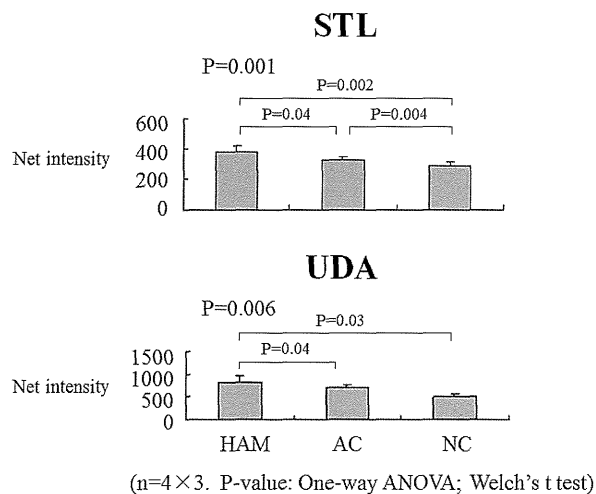 STL
P=0.001
P=0.002
P=0.04
P=0.004
600
400
200
0
Net intensity
UDA
P=0.006
P=0.03
P=0.04
1500
1000
500
0
Net intensity
HAM AC NC
(n=4×3. P-value: One-way ANOVA; Welch's t test)